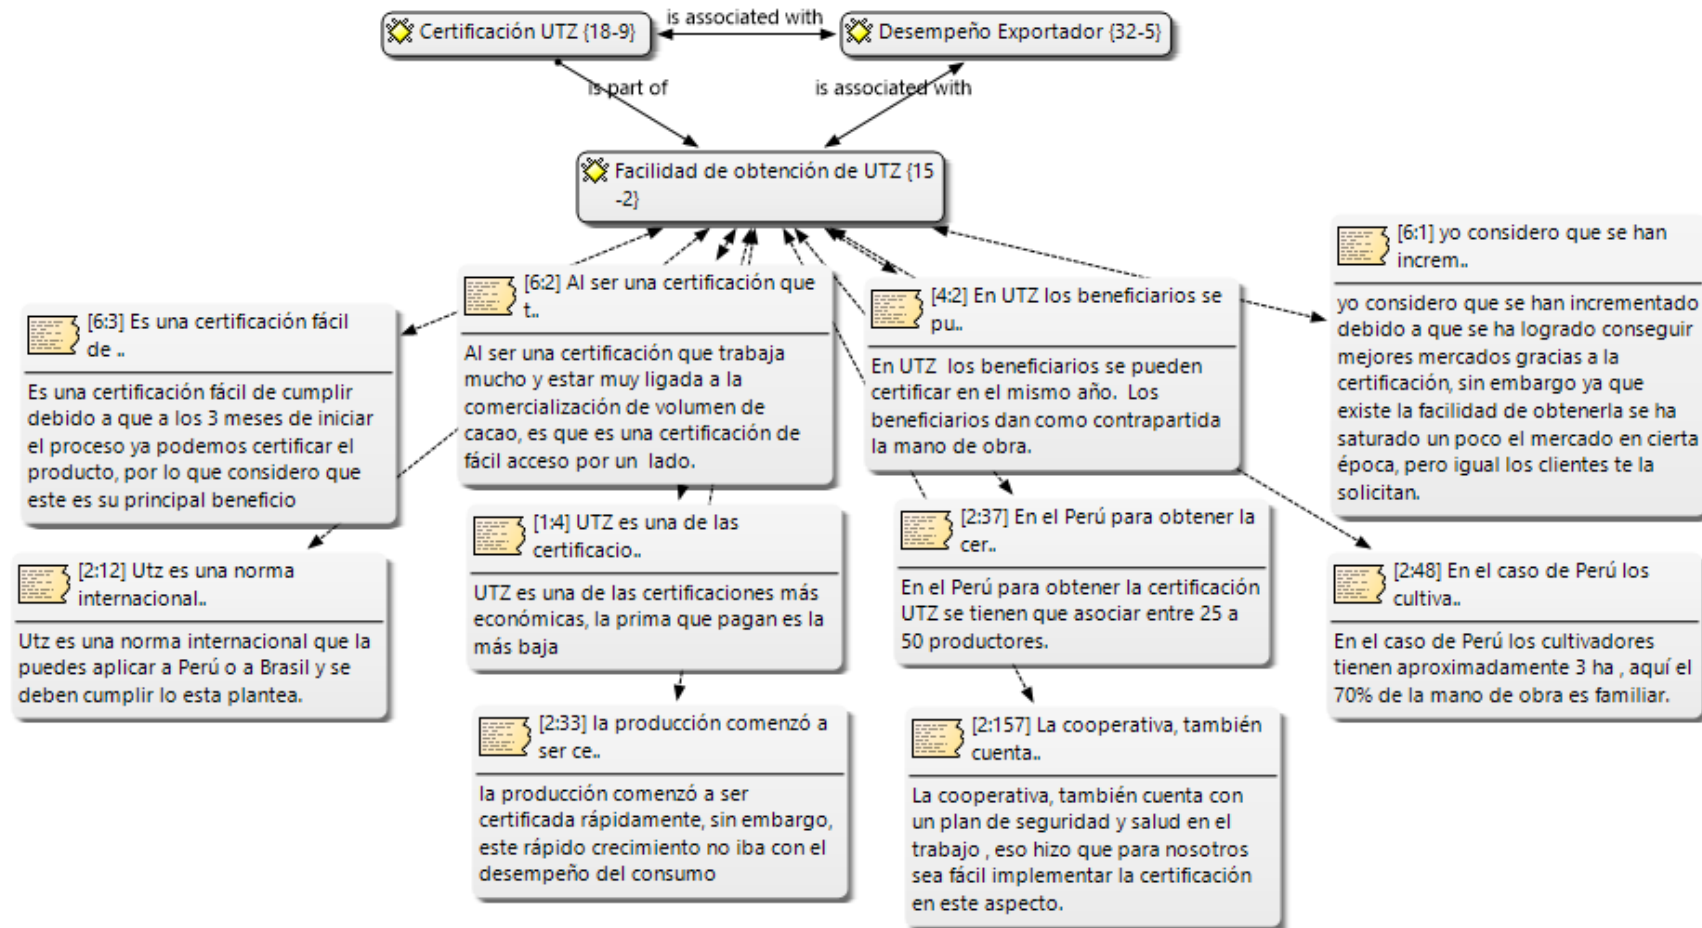 Certificación UTZ {18-9}
is associated with
Desempeño Exportador {32-5}
is part of
is associated with
Facilidad de obtención de UTZ {15
-2}
[6:3] Es una certificación fácil
de ..
Es una certificación fácil de cumplir
debido a que a los 3 meses de iniciar
el proceso ya podemos certificar el
producto, por lo que considero que
este es su principal beneficio
[6:2] Al ser una certificación que
t..
Al ser una certificación que trabaja
mucho y estar muy ligada a la
comercialización de volumen de
cacao, es que es una certificación de
fácil acceso por un lado.
[4:2] En UTZ los beneficiarios se
pu..
En UTZ los beneficiarios se pueden
certificar en el mismo año. Los
beneficiarios dan como contrapartida
la mano de obra.
[6:1] yo considero que se han
increm..
yo considero que se han incrementado
debido a que se ha logrado conseguir
mejores mercados gracias a la
certificación, sin embargo ya que
existe la facilidad de obtenerla se ha
saturado un poco el mercado en cierta
época, pero igual los clientes te la
solicitan.
[2:12] Utz es una norma
internacional..
Utz es una norma internacional que la
puedes aplicar a Perú o a Brasil y se
deben cumplir lo esta plantea.
[1:4] UTZ es una de las
certificacio..
UTZ es una de las certificaciones más
económicas, la prima que pagan es la
más baja
[2:37] En el Perú para obtener la
cer..
En el Perú para obtener la certificación
UTZ se tienen que asociar entre 25 a
50 productores.
[2:48] En el caso de Perú los
cultiva..
En el caso de Perú los cultivadores
tienen aproximadamente 3 ha , aquí el
70% de la mano de obra es familiar.
[2:33] la producción comenzó a
ser ce..
la producción comenzó a ser
certificada rápidamente, sin embargo,
este rápido crecimiento no iba con el
desempeño del consumo
[2:157] La cooperativa, también
cuenta..
La cooperativa, también cuenta con
un plan de seguridad y salud en el
trabajo , eso hizo que para nosotros
sea fácil implementar la certificación
en este aspecto.